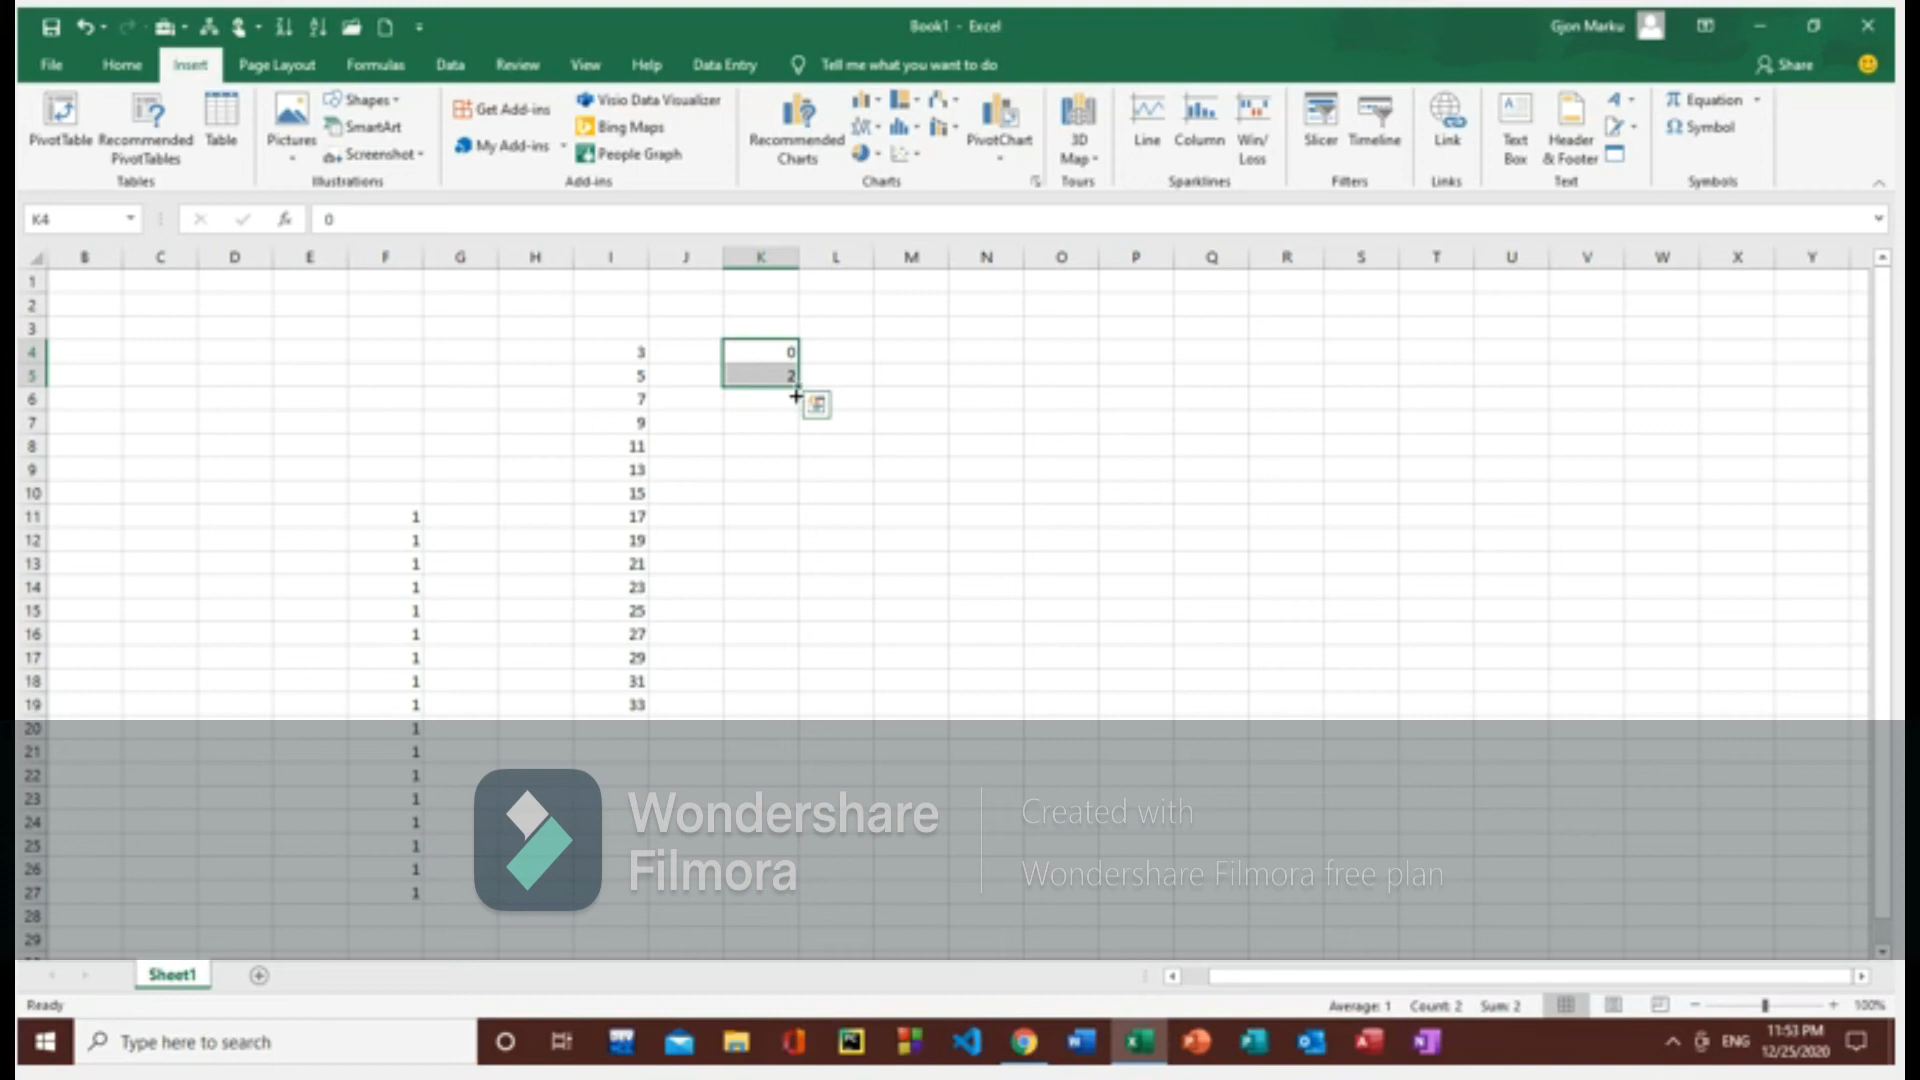 Book1 - Excel
Gjon Marku
File Home Insert Page Layout Formulas Data Review View Help Data Entry Tell me what you want to do Share
PivotTable Recommended PivotTables Table
Tables
Pictures Shapes SmartArt Screenshot
Illustrations
Get Add-ins My Add-ins Visio Data Visualizer Bing Maps People Graph
Add-ins
Recommended Charts PivotChart
Charts
3D Map
Tours
Line Column Win/Loss
Sparklines
Slicer Timeline
Filters
Link
Links
Text Box Header & Footer
Text
Equation Symbol
Symbols
K4 fx 0
B C D E F G H I J K L M N O P Q R S T U V W X Y
1
2
3
4 3 0
5 5 2
6 7
7 9
8 11
9 13
10 15
11 1 17
12 1 19
13 1 21
14 1 23
15 1 25
16 1 27
17 1 29
18 1 31
19 1 33
20 1
21 1
22 1
23 1
24 1
25 1
26 1
27 1
28
29
Wondershare
Filmora
Created with
Wondershare Filmora free plan
Sheet1
Ready Average: 1 Count: 2 Sum: 2 100%
Type here to search ENG 11:53 PM
12/25/2020